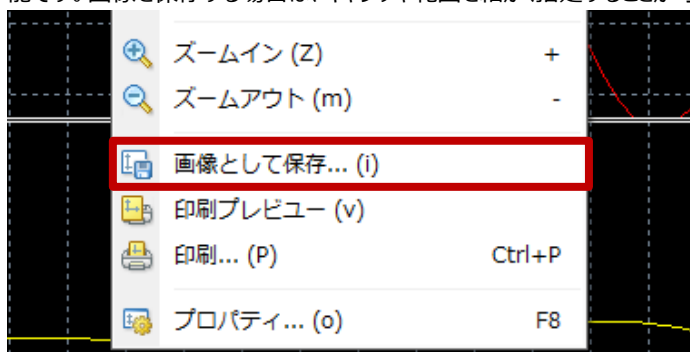 ズームイン (Z) +
ズームアウト (m) -
画像として保存... (i)
印刷プレビュー (v)
印刷... (P) Ctrl+P
プロパティ... (o) F8